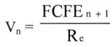 Vn = FCFE n + 1
Re